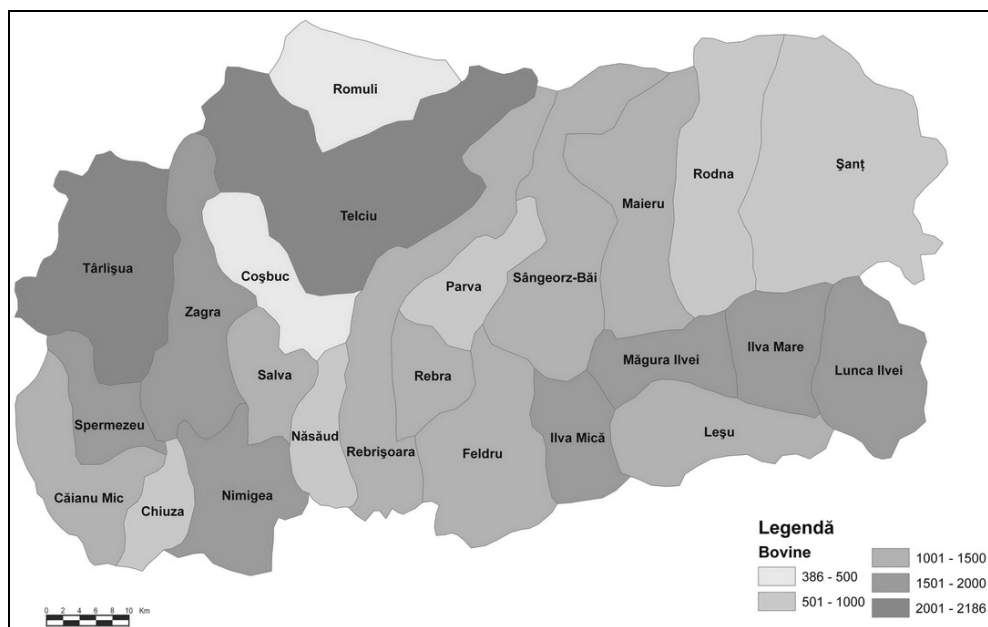 Romuli
Şanţ
Rodna
Maieru
Telciu
Târlişua
Coşbuc
Parva
Sângeorz-Băi
Zagra
Ilva Mare
Măgura Ilvei
Lunca Ilvei
Salva
Rebra
Spermezeu
Năsăud
Leşu
Ilva Mică
Rebrişoara
Feldru
Căianu Mic
Nimigea
Chiuza
Legendă
Bovine
386 - 500
501 - 1000
1001 - 1500
1501 - 2000
2001 - 2186
0 2 4 6 8 10 Km